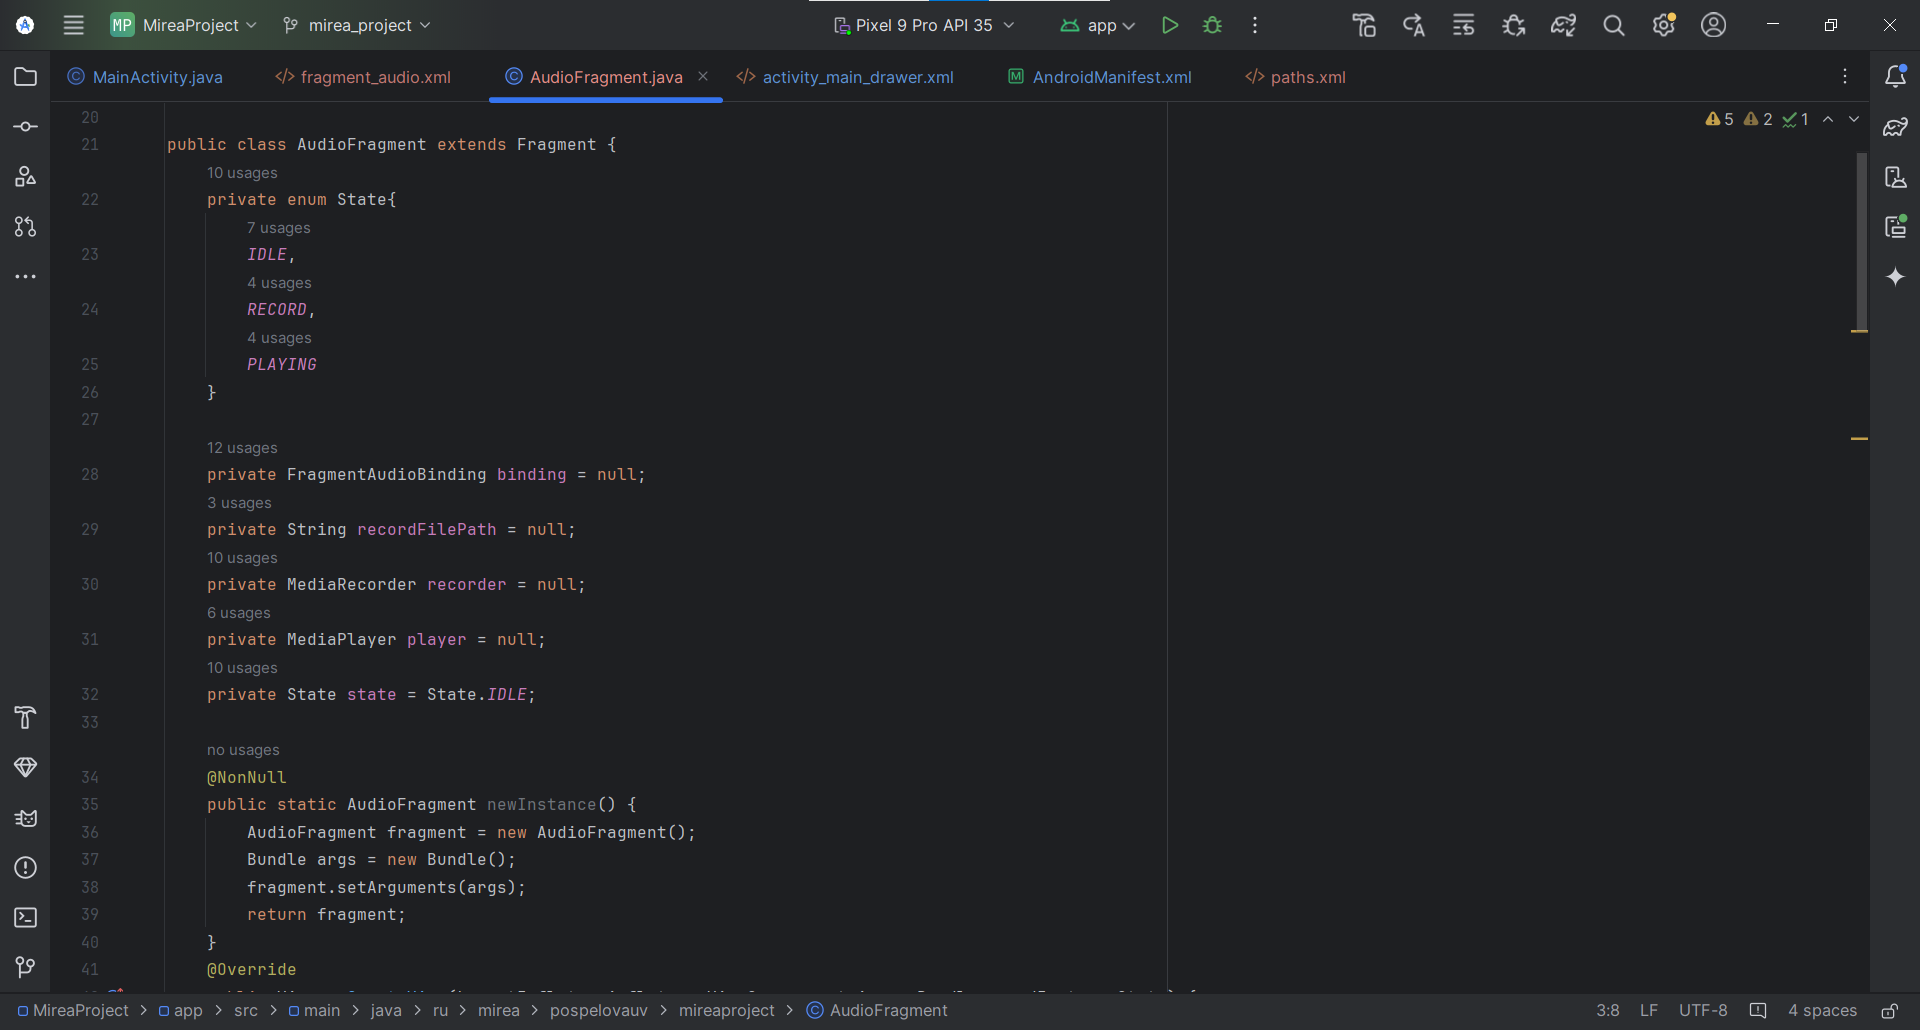 MP MireaProject mirea_project Pixel 9 Pro API 35 app
MainActivity.java fragment_audio.xml AudioFragment.java activity_main_drawer.xml AndroidManifest.xml paths.xml
5 2 1
20
21 public class AudioFragment extends Fragment {
10 usages
22 private enum State{
7 usages
23 IDLE,
4 usages
24 RECORD,
4 usages
25 PLAYING
26 }
27
12 usages
28 private FragmentAudioBinding binding = null;
3 usages
29 private String recordFilePath = null;
10 usages
30 private MediaRecorder recorder = null;
6 usages
31 private MediaPlayer player = null;
10 usages
32 private State state = State.IDLE;
33
no usages
34 @NonNull
35 public static AudioFragment newInstance() {
36 AudioFragment fragment = new AudioFragment();
37 Bundle args = new Bundle();
38 fragment.setArguments(args);
39 return fragment;
40 }
41 @Override
MireaProject > app > src > main > java > ru > mirea > pospelovauv > mireaproject > AudioFragment 3:8 LF UTF-8 4 spaces